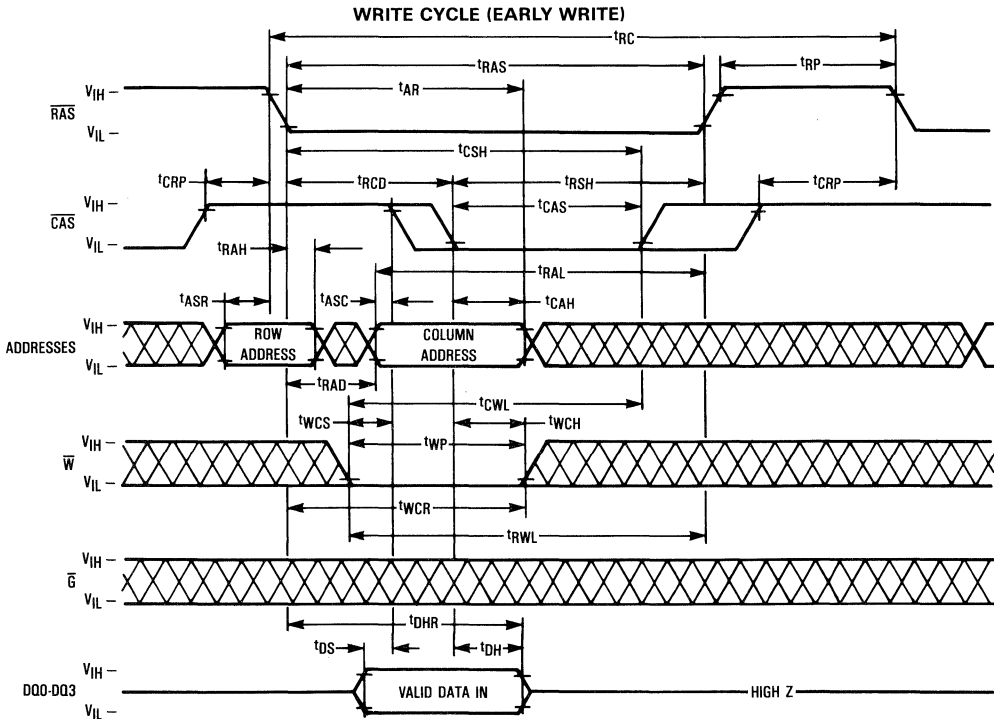 WRITE CYCLE (EARLY WRITE)
tRC
tRAS
tRP
tAR
VIH
RAS
VIL
tCSH
tCRP
tRCD
tRSH
tCRP
VIH
CAS
tCAS
VIL
tRAH
tRAL
tASR
tASC
tCAH
VIH
ADDRESSES
ROW ADDRESS
COLUMN ADDRESS
VIL
tRAD
tCWL
tWCS
tWCH
VIH
tWP
W
VIL
tWCR
tRWL
VIH
G
VIL
tDHR
tDS
tDH
VIH
DQ0-DQ3
VALID DATA IN
HIGH Z
VIL